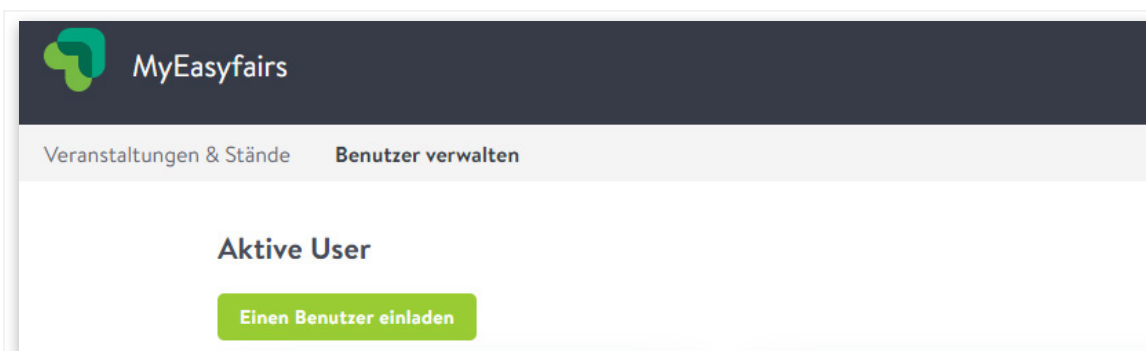 MyEasyfairs
Veranstaltungen & Stände Benutzer verwalten
Aktive User
Einen Benutzer einladen